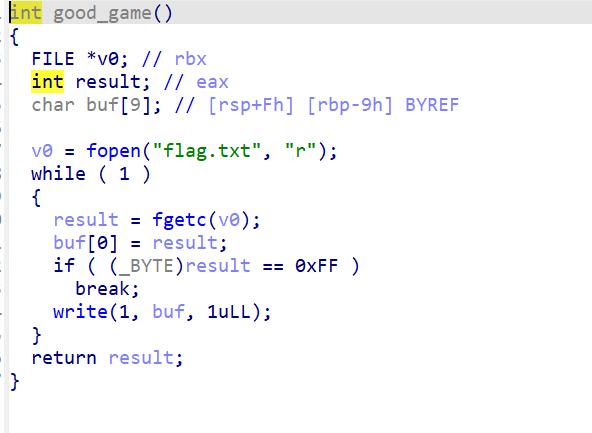 int good_game()
{
FILE *v0; // rbx
int result; // eax
char buf[9]; // [rsp+Fh] [rbp-9h] BYREF
v0 = fopen("flag.txt", "r");
while ( 1 )
{
result = fgetc(v0);
buf[0] = result;
if ( (_BYTE)result == 0xFF )
break;
write(1, buf, 1uLL);
}
return result;
}